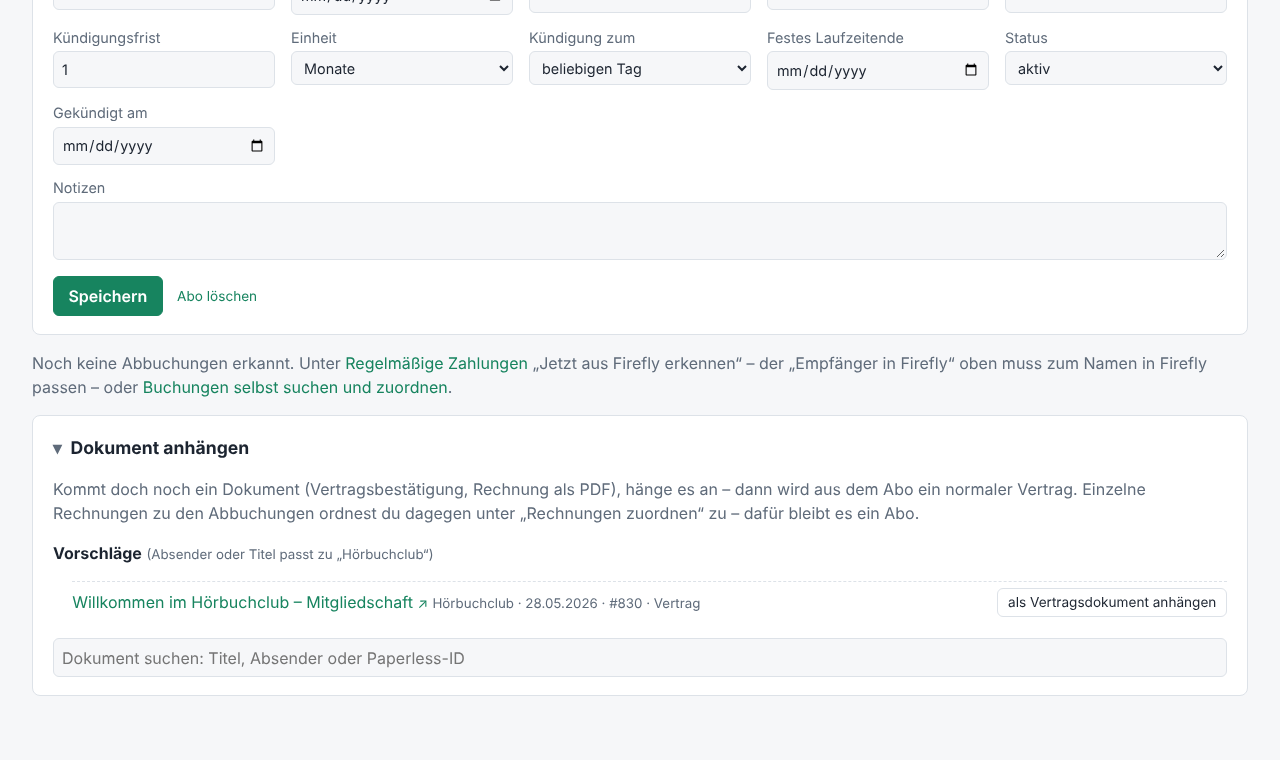 Kündigungsfrist Einheit Kündigung zum Festes Laufzeitende Status
1 Monate beliebigen Tag mm/dd/yyyy aktiv
Gekündigt am
mm/dd/yyyy
Notizen
Speichern Abo löschen
Noch keine Abbuchungen erkannt. Unter Regelmäßige Zahlungen „Jetzt aus Firefly erkennen“ – der „Empfänger in Firefly“ oben muss zum Namen in Firefly
passen – oder Buchungen selbst suchen und zuordnen.
▼ Dokument anhängen
Kommt doch noch ein Dokument (Vertragsbestätigung, Rechnung als PDF), hänge es an – dann wird aus dem Abo ein normaler Vertrag. Einzelne
Rechnungen zu den Abbuchungen ordnest du dagegen unter „Rechnungen zuordnen“ zu – dafür bleibt es ein Abo.
Vorschläge (Absender oder Titel passt zu „Hörbuchclub“)
Willkommen im Hörbuchclub – Mitgliedschaft ↗ Hörbuchclub · 28.05.2026 · #830 · Vertrag als Vertragsdokument anhängen
Dokument suchen: Titel, Absender oder Paperless-ID